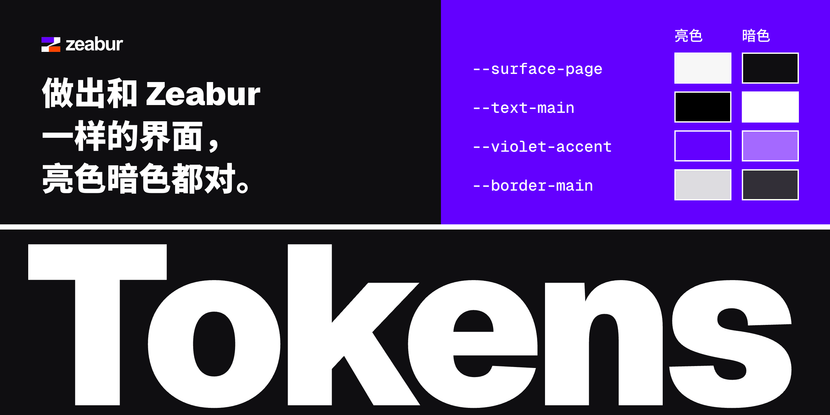 zeabur
做出和 Zeabur
一样的界面，
亮色暗色都对。
亮色 暗色
--surface-page
--text-main
--violet-accent
--border-main
Tokens